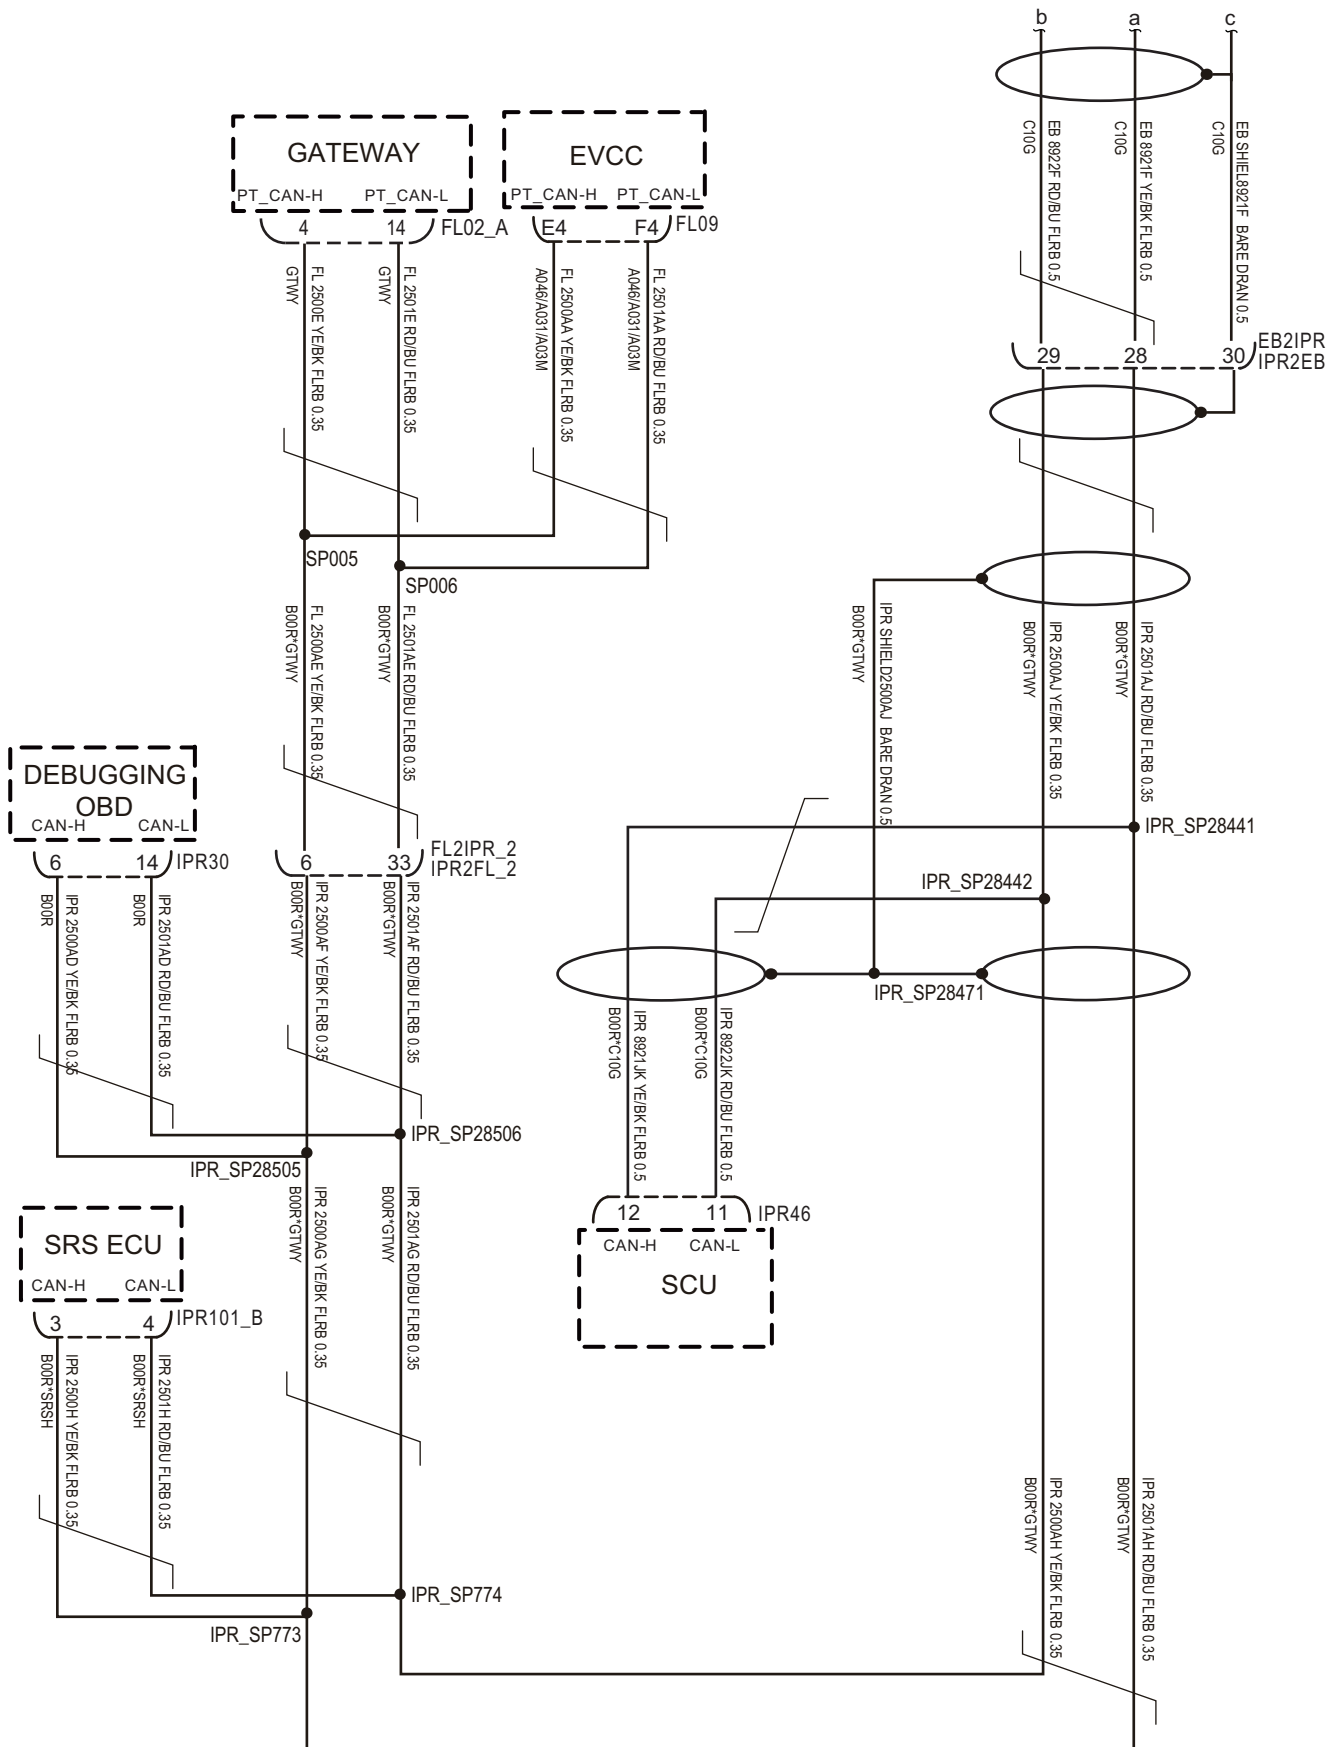 b a c
EB 8922F RD/BU FLRB 0.5
C10G
EB 8921F YE/BK FLRB 0.5
C10G
EB SHIEL8921F BARE DRAN 0.5
C10G
GATEWAY
PT_CAN-H PT_CAN-L
4 14 FL02_A
EVCC
PT_CAN-H PT_CAN-L
E4 F4 FL09
FL 2500E YE/BK FLRB 0.35
GTWY
FL 2501E RD/BU FLRB 0.35
GTWY
FL 2500AA YE/BK FLRB 0.35
A046/A031/A03M
FL 2501AA RD/BU FLRB 0.35
A046/A031/A03M
29 28 30 EB2IPR
IPR2EB
SP005
SP006
FL 2500AE YE/BK FLRB 0.35
B00R*GTWY
FL 2501AE RD/BU FLRB 0.35
B00R*GTWY
IPR SHIELD2500AJ BARE DRAN 0.5
B00R*GTWY
IPR 2500AJ YE/BK FLRB 0.35
B00R*GTWY
IPR 2501AJ RD/BU FLRB 0.35
B00R*GTWY
DEBUGGING
OBD
CAN-H CAN-L
6 14 IPR30
6 33 FL2IPR_2
IPR2FL_2
IPR_SP28441
IPR_SP28442
IPR 2500AD YE/BK FLRB 0.35
B00R
IPR 2501AD RD/BU FLRB 0.35
B00R
IPR 2500AF YE/BK FLRB 0.35
B00R*GTWY
IPR 2501AF RD/BU FLRB 0.35
B00R*GTWY
IPR_SP28471
IPR 8921JK YE/BK FLRB 0.5
B00R*C10G
IPR 8922JK RD/BU FLRB 0.5
B00R*C10G
IPR_SP28506
IPR_SP28505
IPR 2500AG YE/BK FLRB 0.35
B00R*GTWY
IPR 2501AG RD/BU FLRB 0.35
B00R*GTWY
12 11 IPR46
CAN-H CAN-L
SCU
SRS ECU
CAN-H CAN-L
3 4 IPR101_B
IPR 2500H YE/BK FLRB 0.35
B00R*SRSH
IPR 2501H RD/BU FLRB 0.35
B00R*SRSH
IPR 2500AH YE/BK FLRB 0.35
B00R*GTWY
IPR 2501AH RD/BU FLRB 0.35
B00R*GTWY
IPR_SP774
IPR_SP773